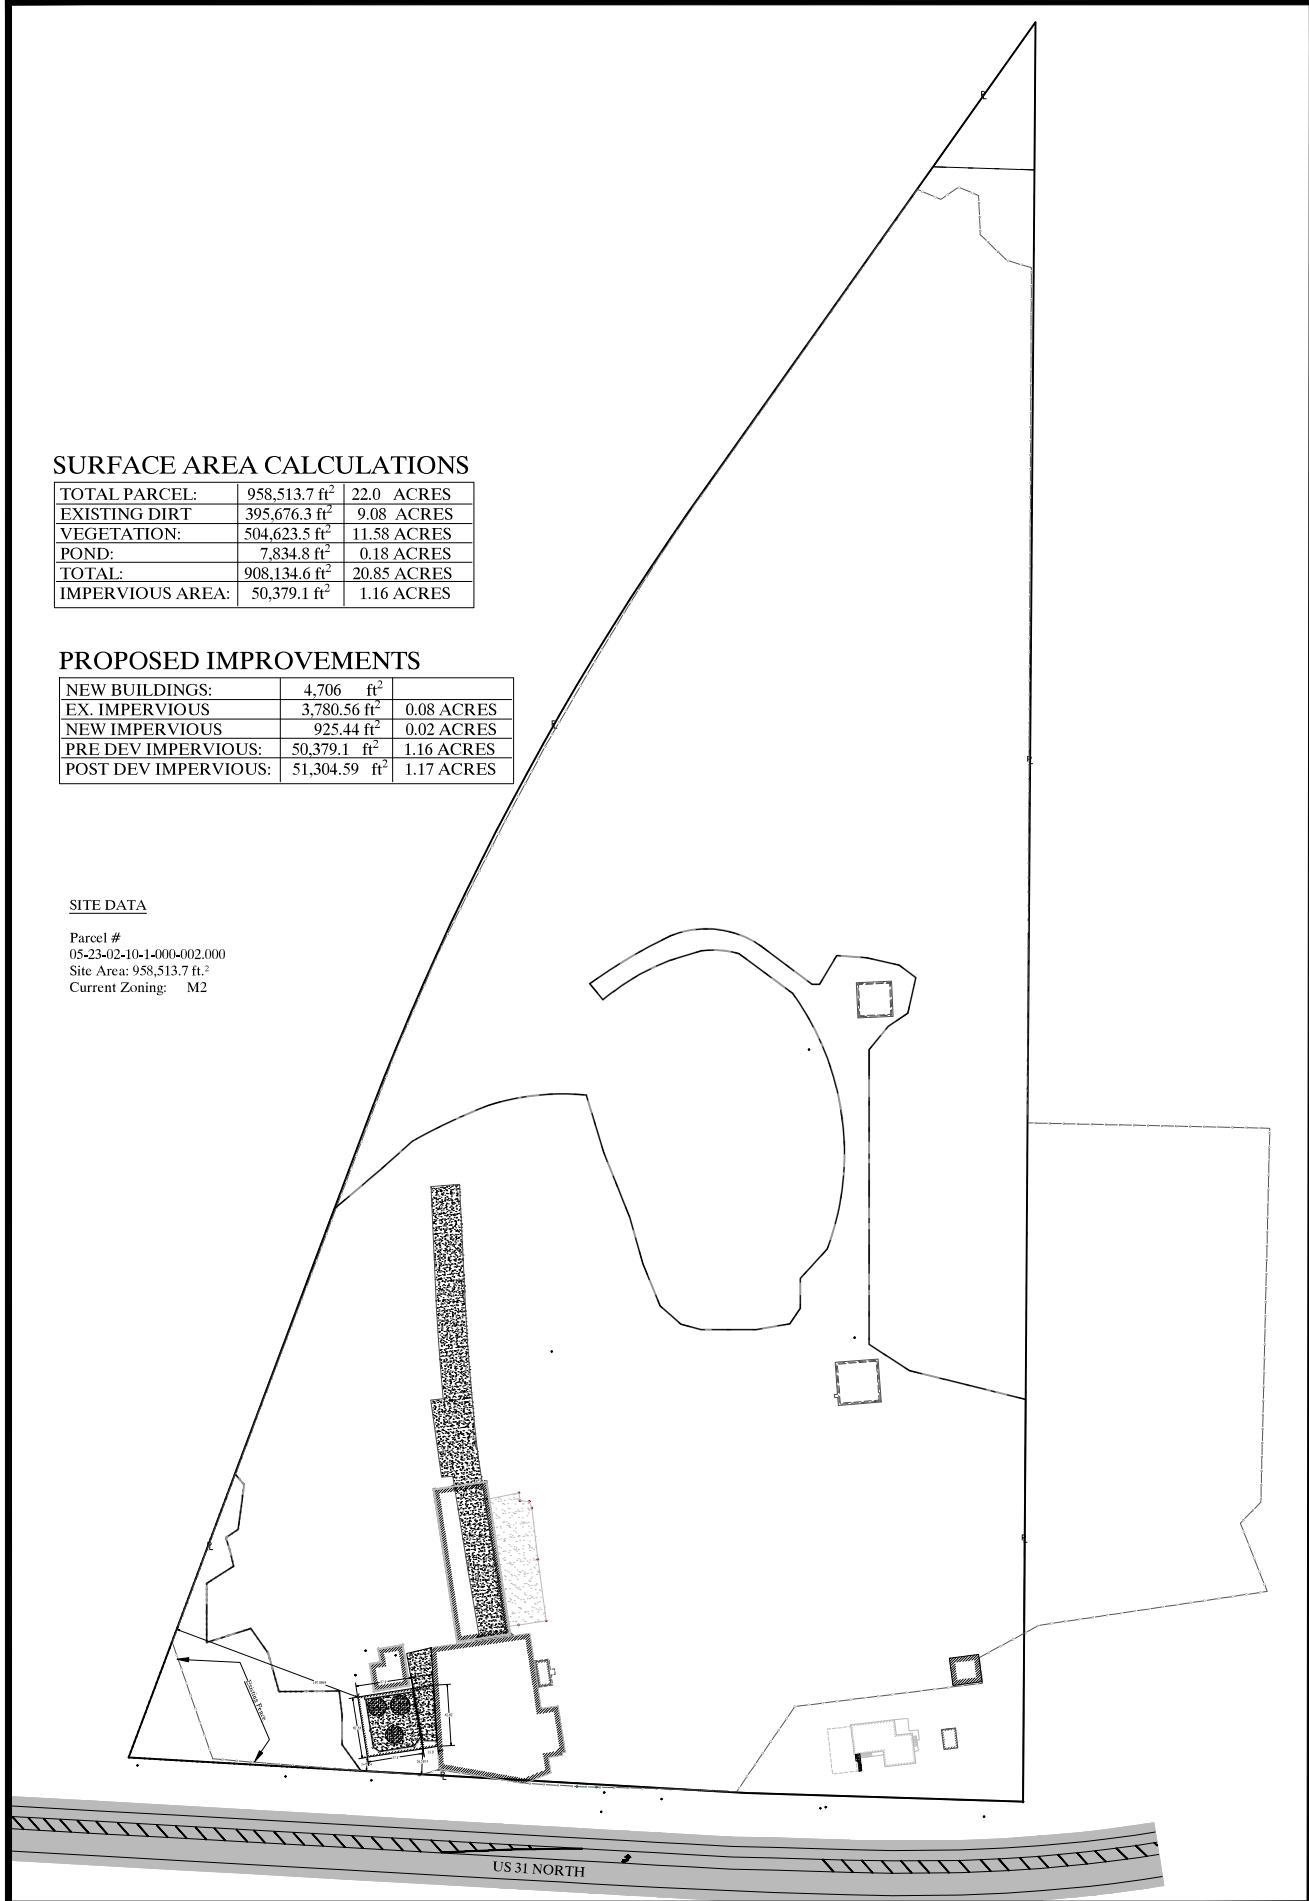 SURFACE AREA CALCULATIONS
TOTAL PARCEL: 958,513.7 ft² 22.0 ACRES
EXISTING DIRT 395,676.3 ft² 9.08 ACRES
VEGETATION: 504,623.5 ft² 11.58 ACRES
POND: 7,834.8 ft² 0.18 ACRES
TOTAL: 908,134.6 ft² 20.85 ACRES
IMPERVIOUS AREA: 50,379.1 ft² 1.16 ACRES
PROPOSED IMPROVEMENTS
NEW BUILDINGS: 4,706 ft²
EX. IMPERVIOUS 3,780.56 ft² 0.08 ACRES
NEW IMPERVIOUS 925.44 ft² 0.02 ACRES
PRE DEV IMPERVIOUS: 50,379.1 ft² 1.16 ACRES
POST DEV IMPERVIOUS: 51,304.59 ft² 1.17 ACRES
SITE DATA
Parcel #
05-23-02-10-1-000-002.000
Site Area: 958,513.7 ft.²
Current Zoning: M2
US 31 NORTH